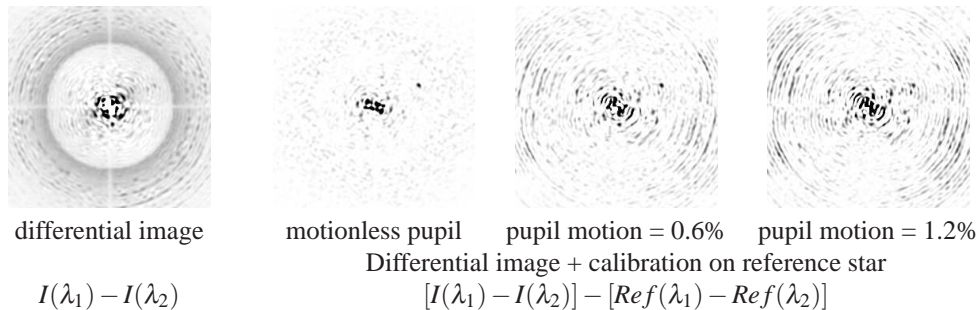 differential image motionless pupil pupil motion = 0.6% pupil motion = 1.2%
Differential image + calibration on reference star
I(λ₁) − I(λ₂) [I(λ₁) − I(λ₂)] − [Ref(λ₁) − Ref(λ₂)]